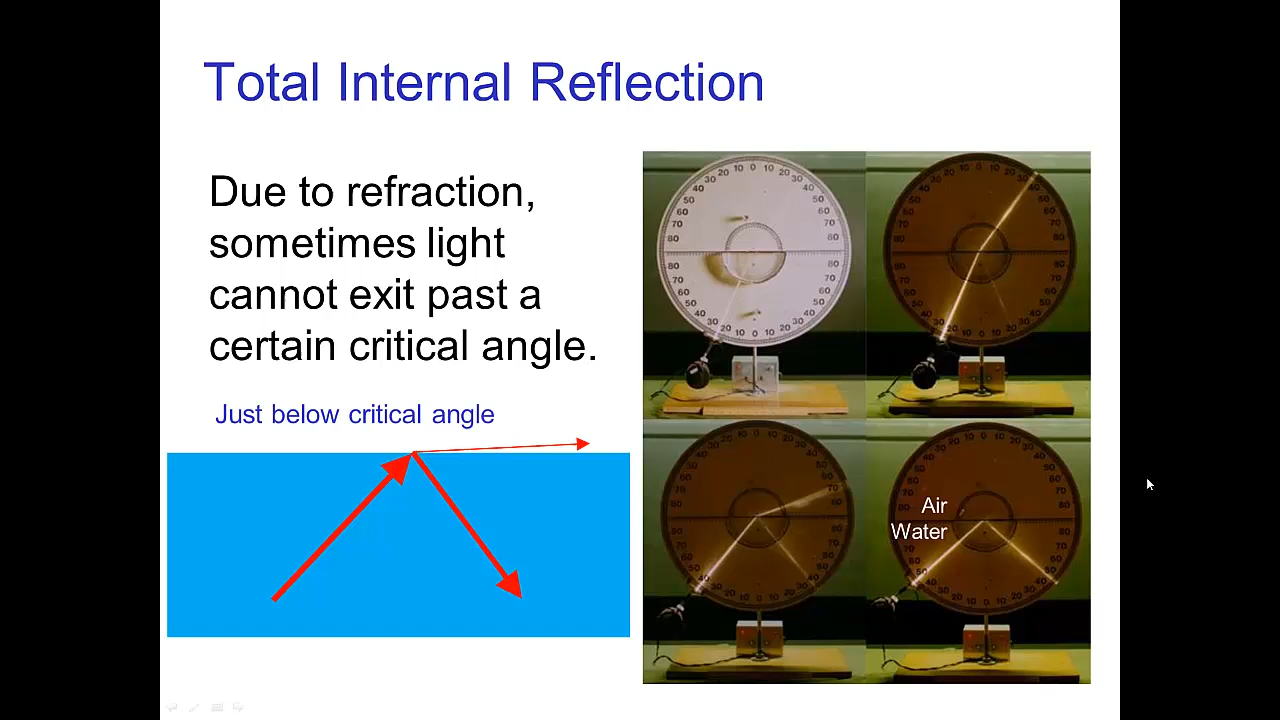 Total Internal Reflection
Due to refraction,
sometimes light
cannot exit past a
certain critical angle.
Just below critical angle
Air
Water